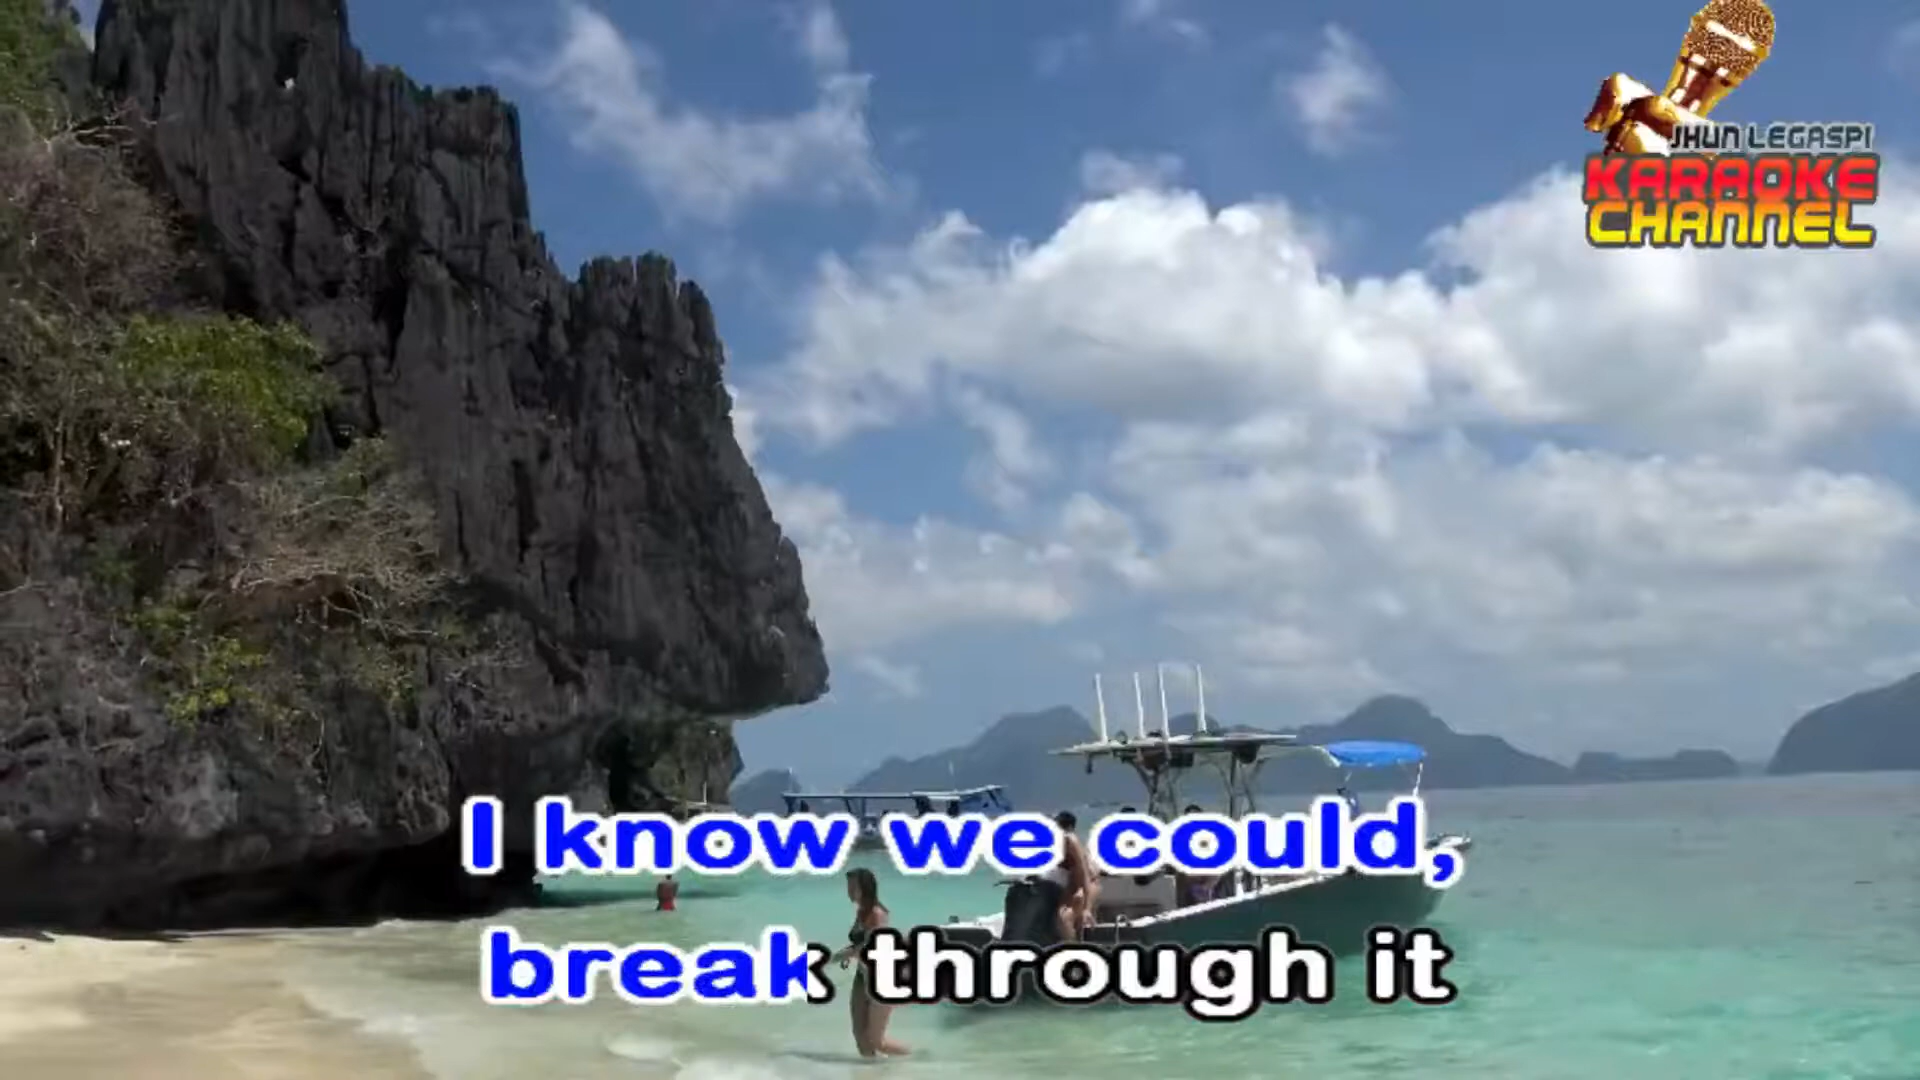 JHUN LEGASPI
KARAOKE
CHANNEL
I know we could,
break through it